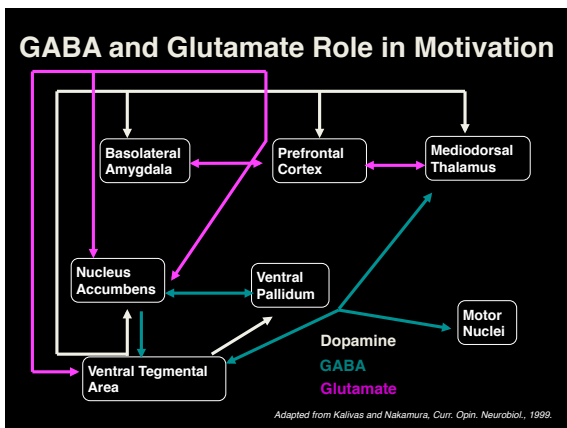 GABA and Glutamate Role in Motivation
Basolateral
Amygdala
Prefrontal
Cortex
Mediodorsal
Thalamus
Nucleus
Accumbens
Ventral
Pallidum
Motor
Nuclei
Ventral Tegmental
Area
Dopamine
GABA
Glutamate
Adapted from Kalivas and Nakamura, Curr. Opin. Neurobiol., 1999.